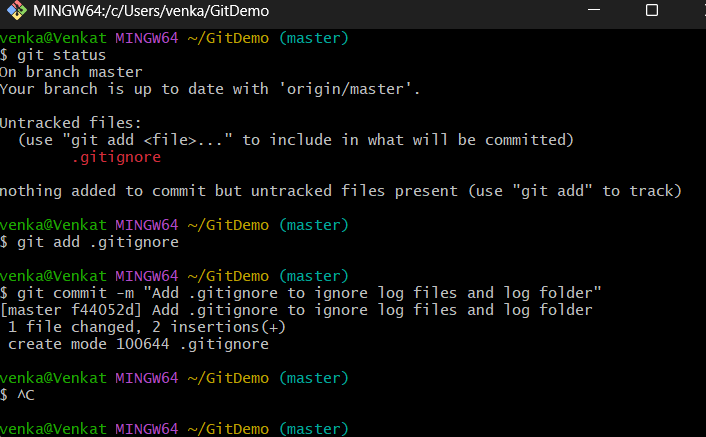 MINGW64:/c/Users/venka/GitDemo
venka@Venkat MINGW64 ~/GitDemo (master)
$ git status
On branch master
Your branch is up to date with 'origin/master'.
Untracked files:
(use "git add <file>..." to include in what will be committed)
.gitignore
nothing added to commit but untracked files present (use "git add" to track)
venka@Venkat MINGW64 ~/GitDemo (master)
$ git add .gitignore
venka@Venkat MINGW64 ~/GitDemo (master)
$ git commit -m "Add .gitignore to ignore log files and log folder"
[master f44052d] Add .gitignore to ignore log files and log folder
1 file changed, 2 insertions(+)
create mode 100644 .gitignore
venka@Venkat MINGW64 ~/GitDemo (master)
$ ^C
venka@Venkat MINGW64 ~/GitDemo (master)